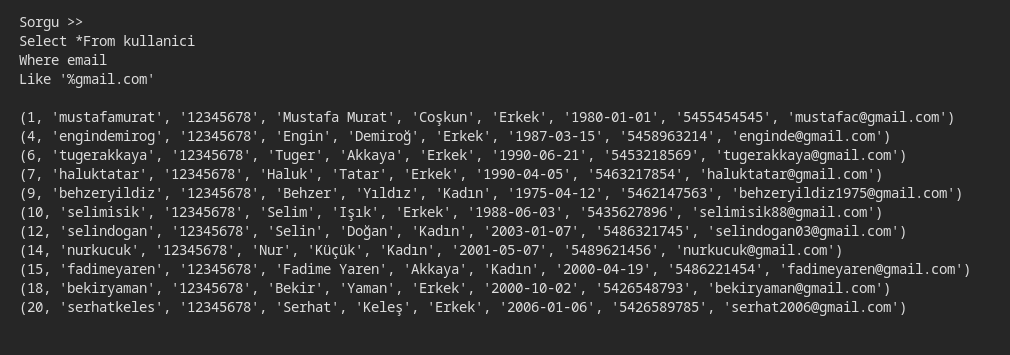 Sorgu >>
Select *From kullanici
Where email
Like '%gmail.com'
(1, 'mustafamurat', '12345678', 'Mustafa Murat', 'Coşkun', 'Erkek', '1980-01-01', '5455454545', 'mustafac@gmail.com')
(4, 'engindemirog', '12345678', 'Engin', 'Demiroğ', 'Erkek', '1987-03-15', '5458963214', 'enginde@gmail.com')
(6, 'tugerakkaya', '12345678', 'Tuger', 'Akkaya', 'Erkek', '1990-06-21', '5453218569', 'tugerakkaya@gmail.com')
(7, 'haluktatar', '12345678', 'Haluk', 'Tatar', 'Erkek', '1990-04-05', '5463217854', 'haluktatar@gmail.com')
(9, 'behzeryildiz', '12345678', 'Behzer', 'Yıldız', 'Kadın', '1975-04-12', '5462147563', 'behzeryildiz1975@gmail.com')
(10, 'selimisik', '12345678', 'Selim', 'Işık', 'Erkek', '1988-06-03', '5435627896', 'selimisik88@gmail.com')
(12, 'selindogan', '12345678', 'Selin', 'Doğan', 'Kadın', '2003-01-07', '5486321745', 'selindogan03@gmail.com')
(14, 'nurkucuk', '12345678', 'Nur', 'Küçük', 'Kadın', '2001-05-07', '5489621456', 'nurkucuk@gmail.com')
(15, 'fadimeyaren', '12345678', 'Fadime Yaren', 'Akkaya', 'Kadın', '2000-04-19', '5486221454', 'fadimeyaren@gmail.com')
(18, 'bekiryaman', '12345678', 'Bekir', 'Yaman', 'Erkek', '2000-10-02', '5426548793', 'bekiryaman@gmail.com')
(20, 'serhatkeles', '12345678', 'Serhat', 'Keleş', 'Erkek', '2006-01-06', '5426589785', 'serhat2006@gmail.com')